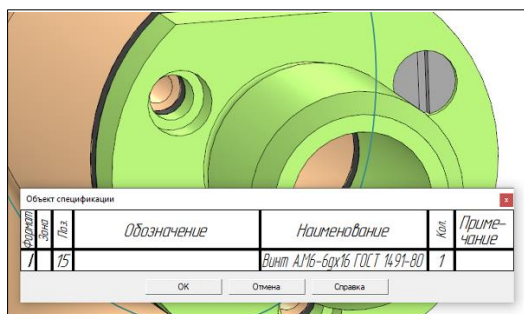 Объект спецификации
Формат
Зона
Поз.
Обозначение
Наименование
Кол.
Приме-
чание
15
Винт А.М6-6gx16 ГОСТ 1491-80
1
ОК
Отмена
Справка